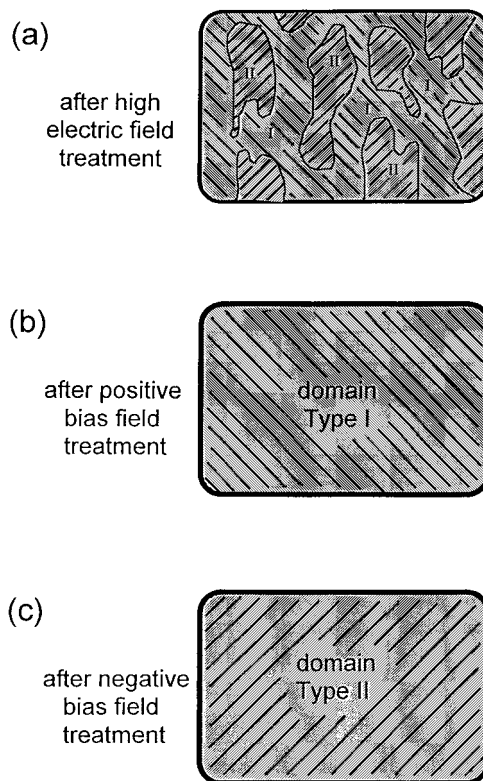 (a)
after high
electric field
treatment
II
II
I
I
I
II
(b)
after positive
bias field
treatment
domain
Type I
(c)
after negative
bias field
treatment
domain
Type II